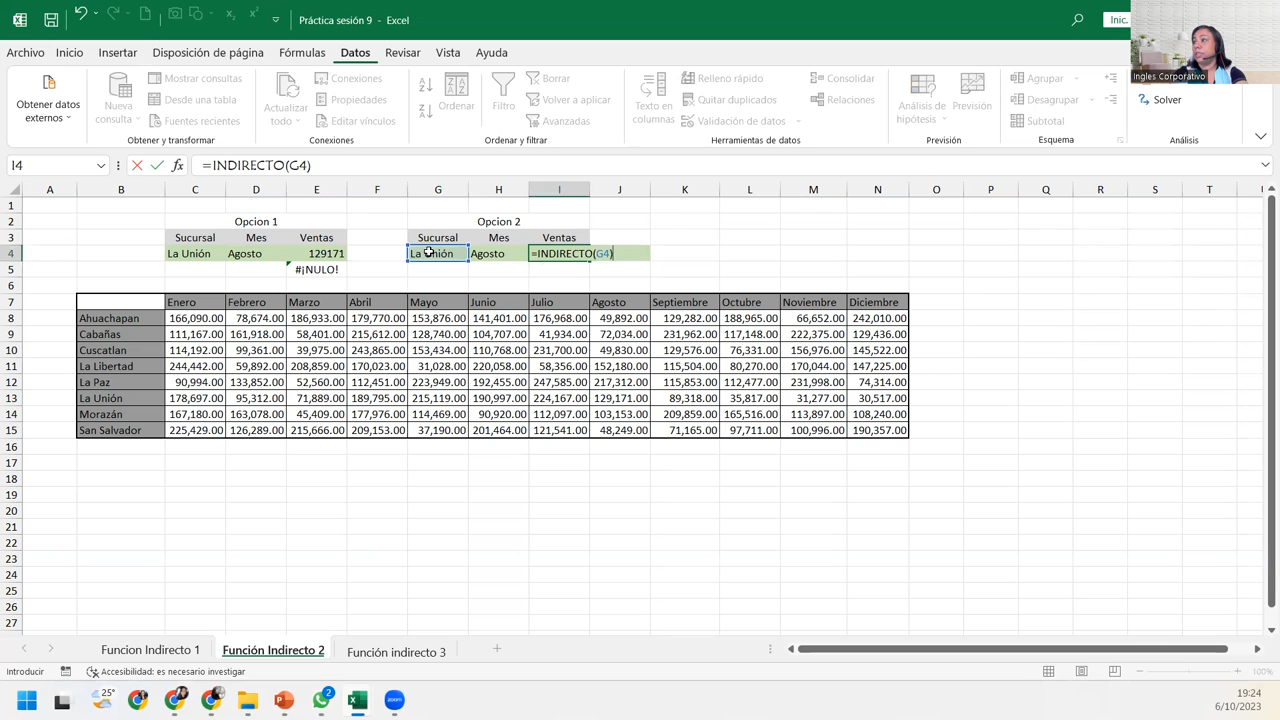 Práctica sesión 9 - Excel
Inic.
Archivo Inicio Insertar Disposición de página Fórmulas Datos Revisar Vista Ayuda
Ingles Corporativo
Obtener datos externos
Nueva consulta
Mostrar consultas
Desde una tabla
Fuentes recientes
Obtener y transformar
Actualizar todo
Conexiones
Propiedades
Editar vínculos
Conexiones
Ordenar
Filtro
Borrar
Volver a aplicar
Avanzadas
Ordenar y filtrar
Texto en columnas
Relleno rápido
Quitar duplicados
Validación de datos
Consolidar
Relaciones
Herramientas de datos
Análisis de hipótesis
Previsión
Previsión
Agrupar
Desagrupar
Subtotal
Esquema
Solver
Análisis
I4 fx =INDIRECTO(G4)
A B C D E F G H I J K L M N O P Q R S T U
1
2 Opcion 1 Opcion 2
3 Sucursal Mes Ventas Sucursal Mes Ventas
4 La Unión Agosto 129171 La Unión Agosto =INDIRECTO(G4)
5 #¡NULO!
6
7 Enero Febrero Marzo Abril Mayo Junio Julio Agosto Septiembre Octubre Noviembre Diciembre
8 Ahuachapan 166,090.00 78,674.00 186,933.00 179,770.00 153,876.00 141,401.00 176,968.00 49,892.00 129,282.00 188,965.00 66,652.00 242,010.00
9 Cabañas 111,167.00 161,918.00 58,401.00 215,612.00 128,740.00 104,707.00 41,934.00 72,034.00 231,962.00 117,148.00 222,375.00 129,436.00
10 Cuscatlan 114,192.00 99,361.00 39,975.00 243,865.00 153,434.00 110,768.00 231,700.00 49,830.00 129,576.00 76,331.00 156,976.00 145,522.00
11 La Libertad 244,442.00 59,892.00 208,859.00 170,023.00 31,028.00 220,058.00 58,356.00 152,180.00 115,504.00 80,270.00 170,044.00 147,225.00
12 La Paz 90,994.00 133,852.00 52,560.00 112,451.00 223,949.00 192,455.00 247,585.00 217,312.00 115,853.00 112,477.00 231,998.00 74,314.00
13 La Unión 178,697.00 95,312.00 71,889.00 189,795.00 215,119.00 190,997.00 224,167.00 129,171.00 89,318.00 35,817.00 31,277.00 30,517.00
14 Morazán 167,180.00 163,078.00 45,409.00 177,976.00 114,469.00 90,920.00 112,097.00 103,153.00 209,859.00 165,516.00 113,897.00 108,240.00
15 San Salvador 225,429.00 126,289.00 215,666.00 209,153.00 37,190.00 201,464.00 121,541.00 48,249.00 71,165.00 97,711.00 100,996.00 190,357.00
16
17
18
19
20
21
22
23
24
25
26
27
Funcion Indirecto 1 Función Indirecto 2 Función indirecto 3
Introducir Accesibilidad: es necesario investigar 100%
25° 2 zoom 19:24
6/10/2023